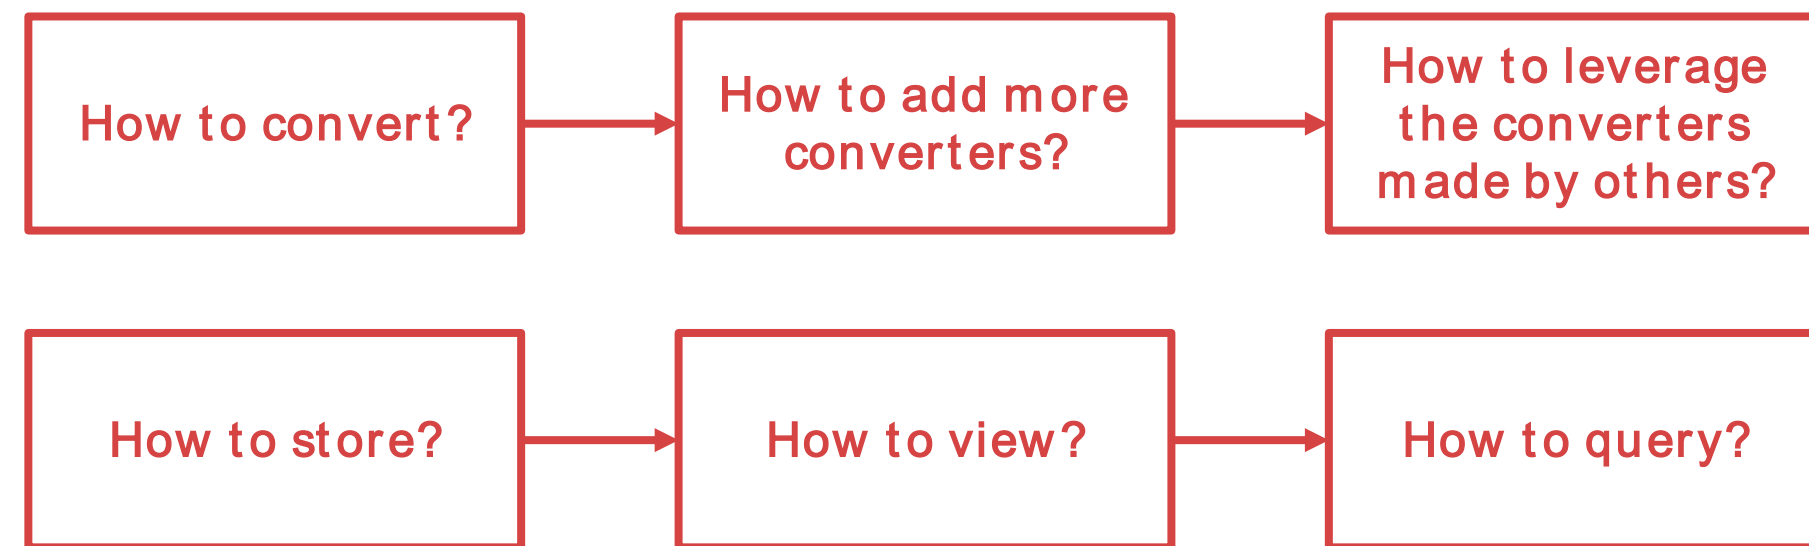 How to convert?
How to add more
converters?
How to leverage
the converters
made by others?
How to store?
How to view?
How to query?